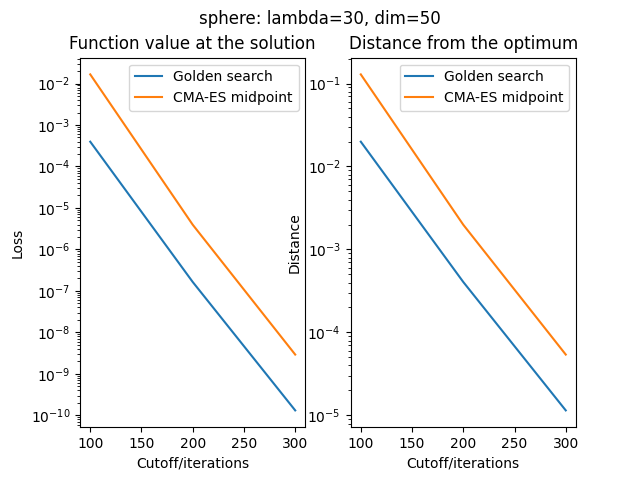 sphere: lambda=30, dim=50
Function value at the solution
Golden search
CMA-ES midpoint
10⁻²
10⁻³
10⁻⁴
10⁻⁵
10⁻⁶
10⁻⁷
10⁻⁸
10⁻⁹
10⁻¹⁰
Loss
100 150 200 250 300
Cutoff/iterations
Distance from the optimum
Golden search
CMA-ES midpoint
10⁻¹
10⁻²
10⁻³
10⁻⁴
10⁻⁵
Distance
100 150 200 250 300
Cutoff/iterations